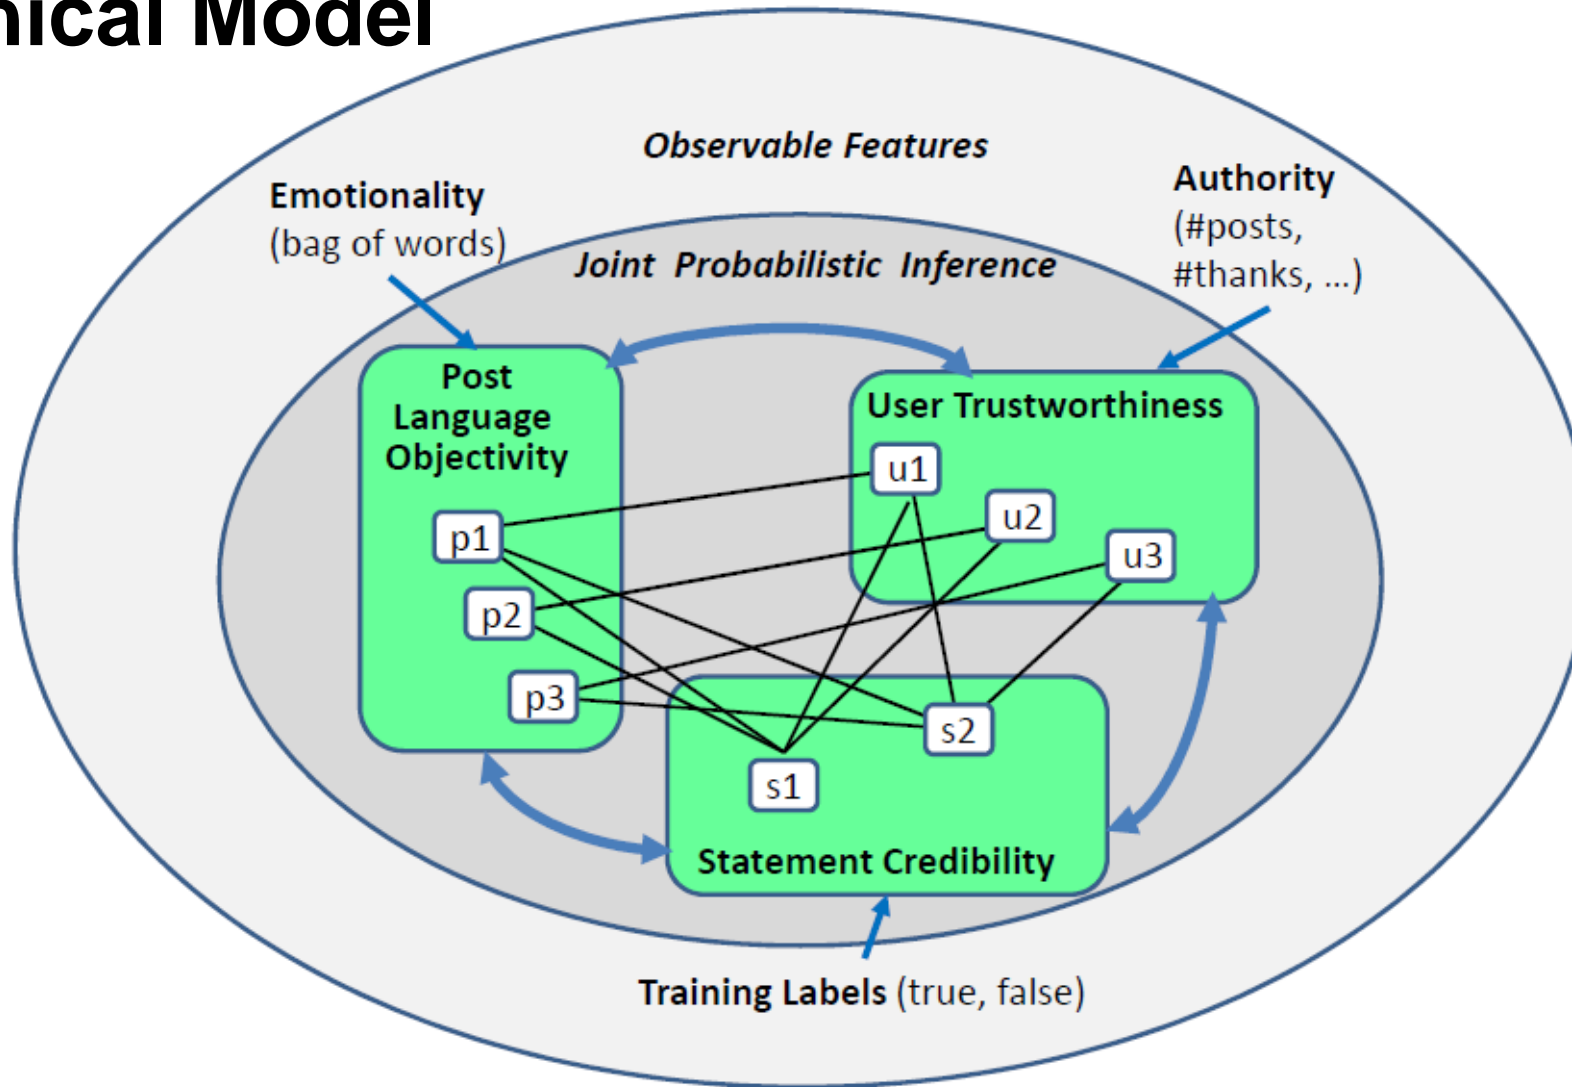 nical Model
Observable Features
Emotionality
(bag of words)
Authority
(#posts,
#thanks, ...)
Joint Probabilistic Inference
Post
Language
Objectivity
User Trustworthiness
u1
u2
u3
p1
p2
p3
s2
s1
Statement Credibility
Training Labels (true, false)